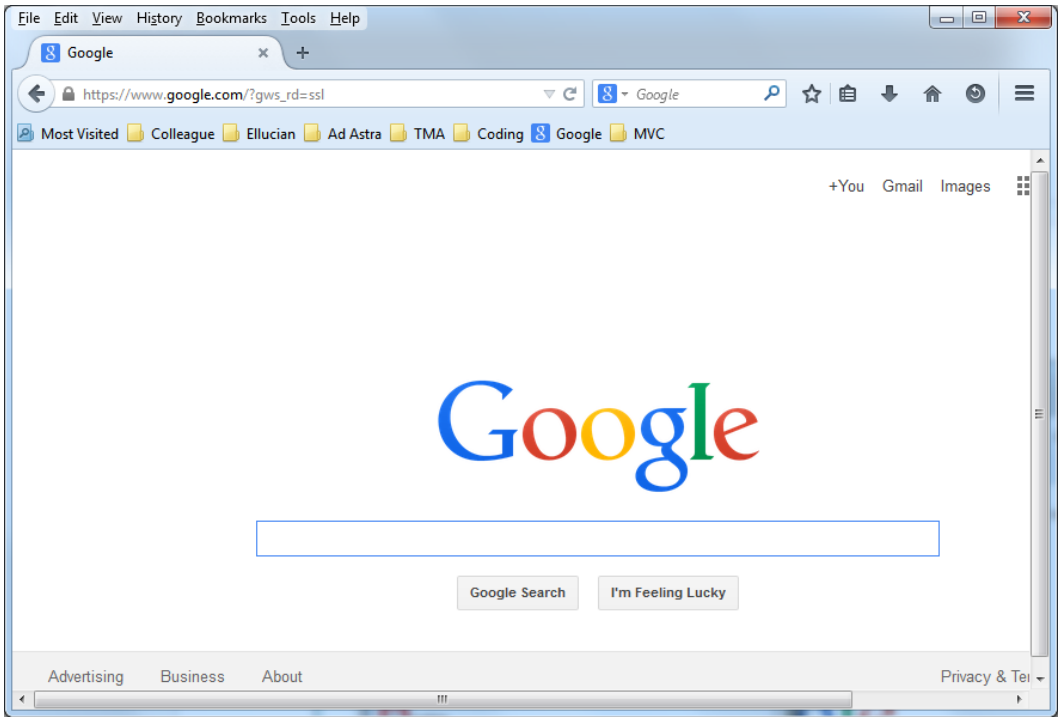 File Edit View History Bookmarks Tools Help
Google
https://www.google.com/?gws_rd=ssl Google
Most Visited Colleague Ellucian Ad Astra TMA Coding Google MVC
+You Gmail Images
Google
Google Search I'm Feeling Lucky
Advertising Business About Privacy & Te